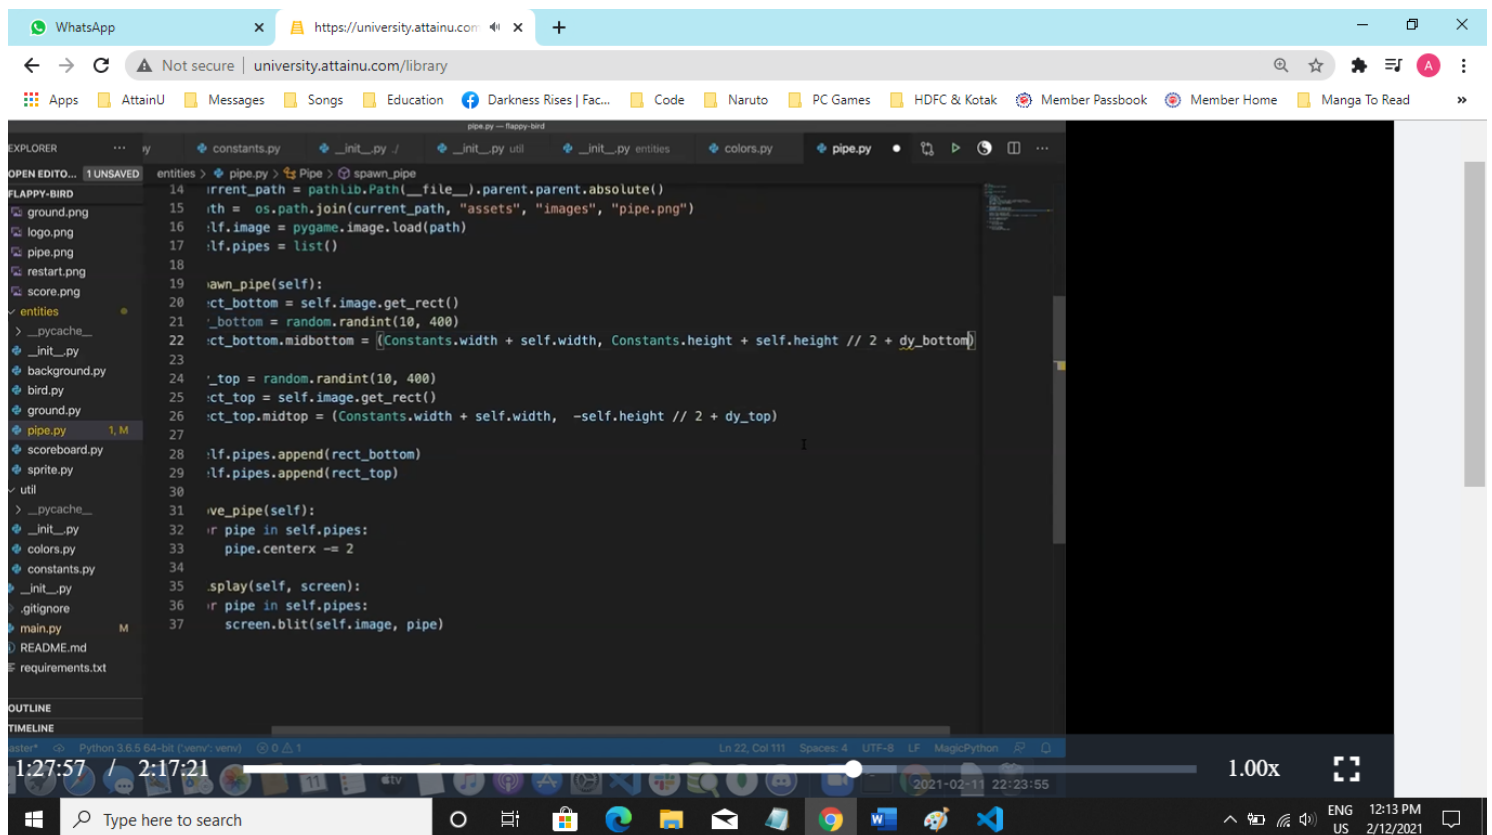 WhatsApp
https://university.attainu.com
Not secure | university.attainu.com/library
A
Apps AttainU Messages Songs Education Darkness Rises | Fac... Code Naruto PC Games HDFC & Kotak Member Passbook Member Home Manga To Read »
pipe.py — flappy-bird
EXPLORER ··· y constants.py __init__.py ./ __init__.py util __init__.py entities colors.py pipe.py ● ···
OPEN EDITO... 1 UNSAVED
entities > pipe.py > Pipe > spawn_pipe
FLAPPY-BIRD
ground.png
logo.png
pipe.png
restart.png
score.png
entities
__pycache__
__init__.py
background.py
bird.py
ground.py
pipe.py 1, M
scoreboard.py
sprite.py
util
__pycache__
__init__.py
colors.py
constants.py
__init__.py
.gitignore
main.py M
README.md
requirements.txt
OUTLINE
TIMELINE
14 rrent_path = pathlib.Path(__file__).parent.parent.absolute()
15 th = os.path.join(current_path, "assets", "images", "pipe.png")
16 lf.image = pygame.image.load(path)
17 lf.pipes = list()
18
19 awn_pipe(self):
20 ct_bottom = self.image.get_rect()
21 _bottom = random.randint(10, 400)
22 ct_bottom.midbottom = (Constants.width + self.width, Constants.height + self.height // 2 + dy_bottom)
23
24 _top = random.randint(10, 400)
25 ct_top = self.image.get_rect()
26 ct_top.midtop = (Constants.width + self.width, -self.height // 2 + dy_top)
27
28 lf.pipes.append(rect_bottom)
29 lf.pipes.append(rect_top)
30
31 ve_pipe(self):
32 r pipe in self.pipes:
33 pipe.centerx -= 2
34
35 splay(self, screen):
36 r pipe in self.pipes:
37 screen.blit(self.image, pipe)
aster* Python 3.6.5 64-bit ('.venv': venv) 0 1 Ln 22, Col 111 Spaces: 4 UTF-8 LF MagicPython
1:27:57 / 2:17:21 1.00x
11 tv
2021-02-11 22:23:55
Type here to search
ENG
US
12:13 PM
2/12/2021